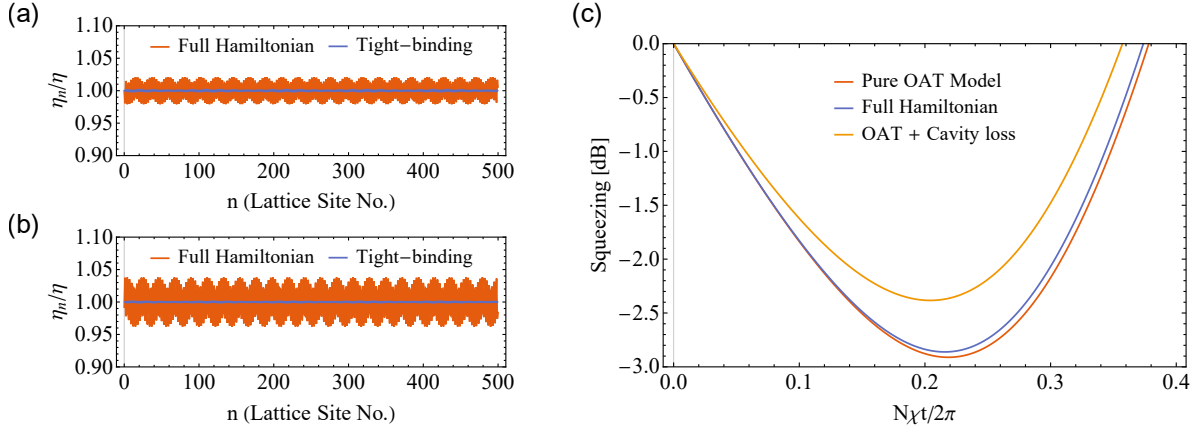 (a)
1.10
1.05
1.00
0.95
0.90
ηn/η
Full Hamiltonian
Tight−binding
0 100 200 300 400 500
n (Lattice Site No.)
(b)
1.10
1.05
1.00
0.95
0.90
ηn/η
Full Hamiltonian
Tight−binding
0 100 200 300 400 500
n (Lattice Site No.)
(c)
0.0
−0.5
−1.0
−1.5
−2.0
−2.5
−3.0
Squeezing [dB]
Pure OAT Model
Full Hamiltonian
OAT + Cavity loss
0.0 0.1 0.2 0.3 0.4
Nχt/2π